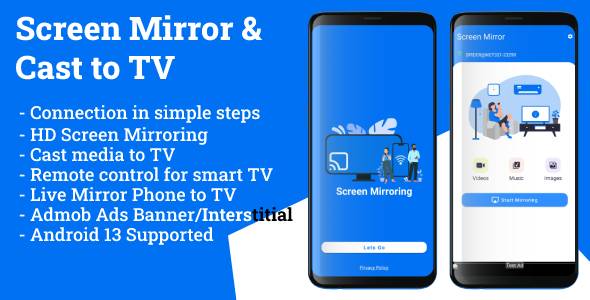 Screen Mirror &
Cast to TV
- Connection in simple steps
- HD Screen Mirroring
- Cast media to TV
- Remote control for smart TV
- Live Mirror Phone to TV
- Admob Ads Banner/Interstitial
- Android 13 Supported
Screen Mirroring
Lets Go
Privacy Policy
Screen Mirror
Videos
Music
Images
Start Mirroring
Test Ad